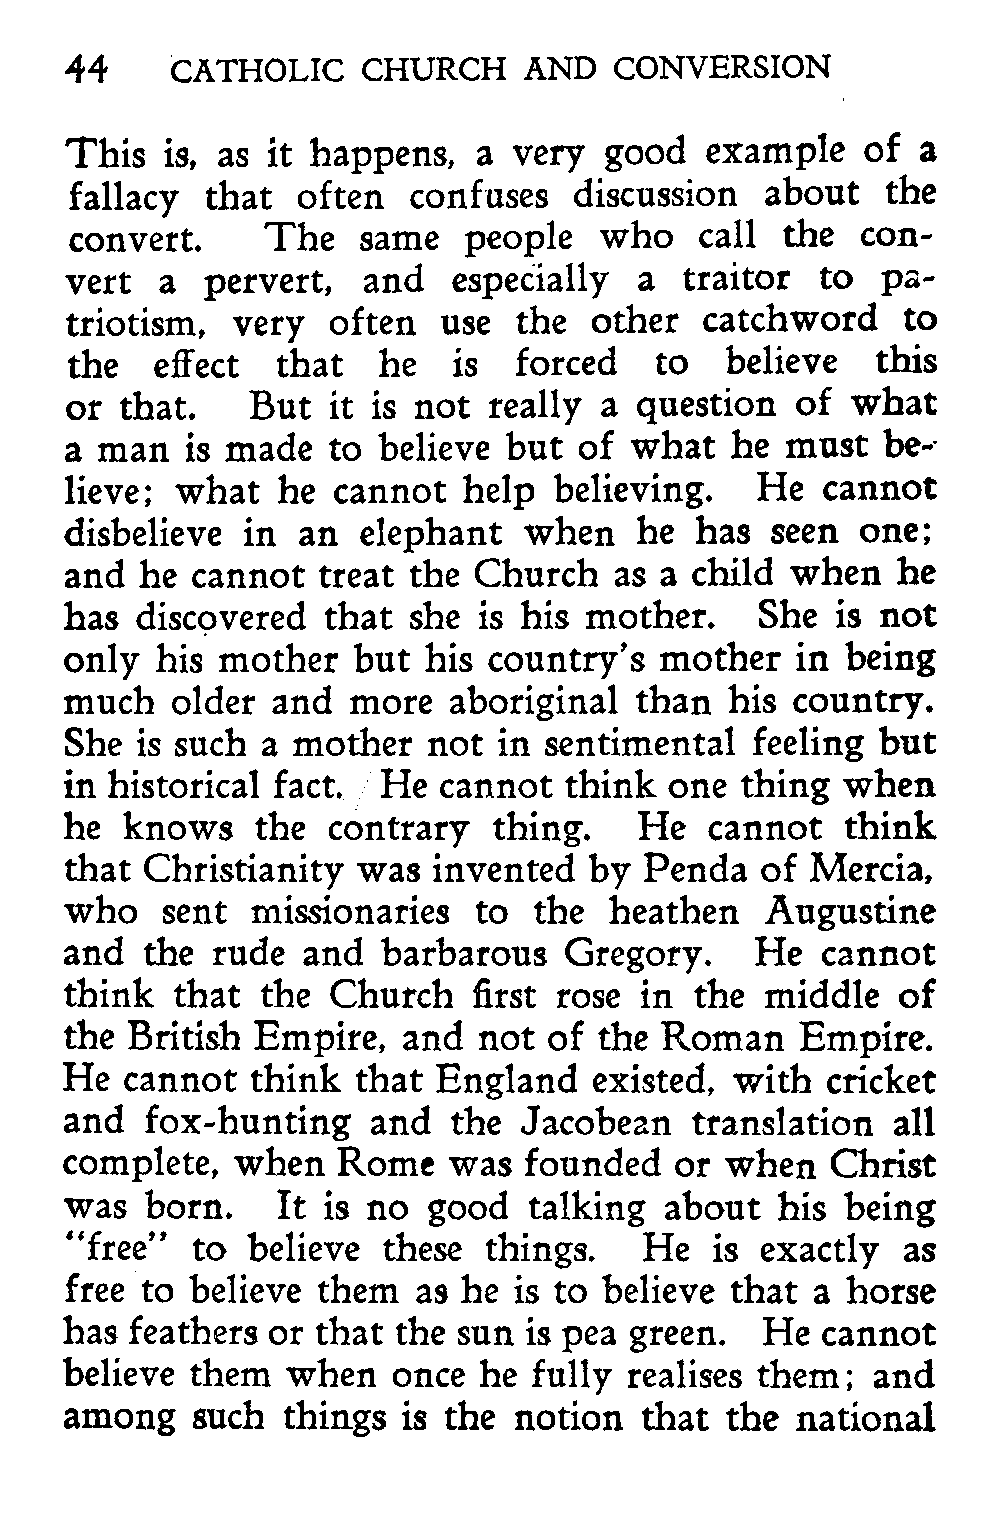 44 CATHOLIC CHURCH AND CONVERSION
This is, as it happens, a very good example of a
fallacy that often confuses discussion about the
convert. The same people who call the con-
vert a pervert, and especially a traitor to pa-
triotism, very often use the other catchword to
the effect that he is forced to believe this
or that. But it is not really a question of what
a man is made to believe but of what he must be-
lieve; what he cannot help believing. He cannot
disbelieve in an elephant when he has seen one;
and he cannot treat the Church as a child when he
has discovered that she is his mother. She is not
only his mother but his country's mother in being
much older and more aboriginal than his country.
She is such a mother not in sentimental feeling but
in historical fact. He cannot think one thing when
he knows the contrary thing. He cannot think
that Christianity was invented by Penda of Mercia,
who sent missionaries to the heathen Augustine
and the rude and barbarous Gregory. He cannot
think that the Church first rose in the middle of
the British Empire, and not of the Roman Empire.
He cannot think that England existed, with cricket
and fox-hunting and the Jacobean translation all
complete, when Rome was founded or when Christ
was born. It is no good talking about his being
"free" to believe these things. He is exactly as
free to believe them as he is to believe that a horse
has feathers or that the sun is pea green. He cannot
believe them when once he fully realises them; and
among such things is the notion that the national